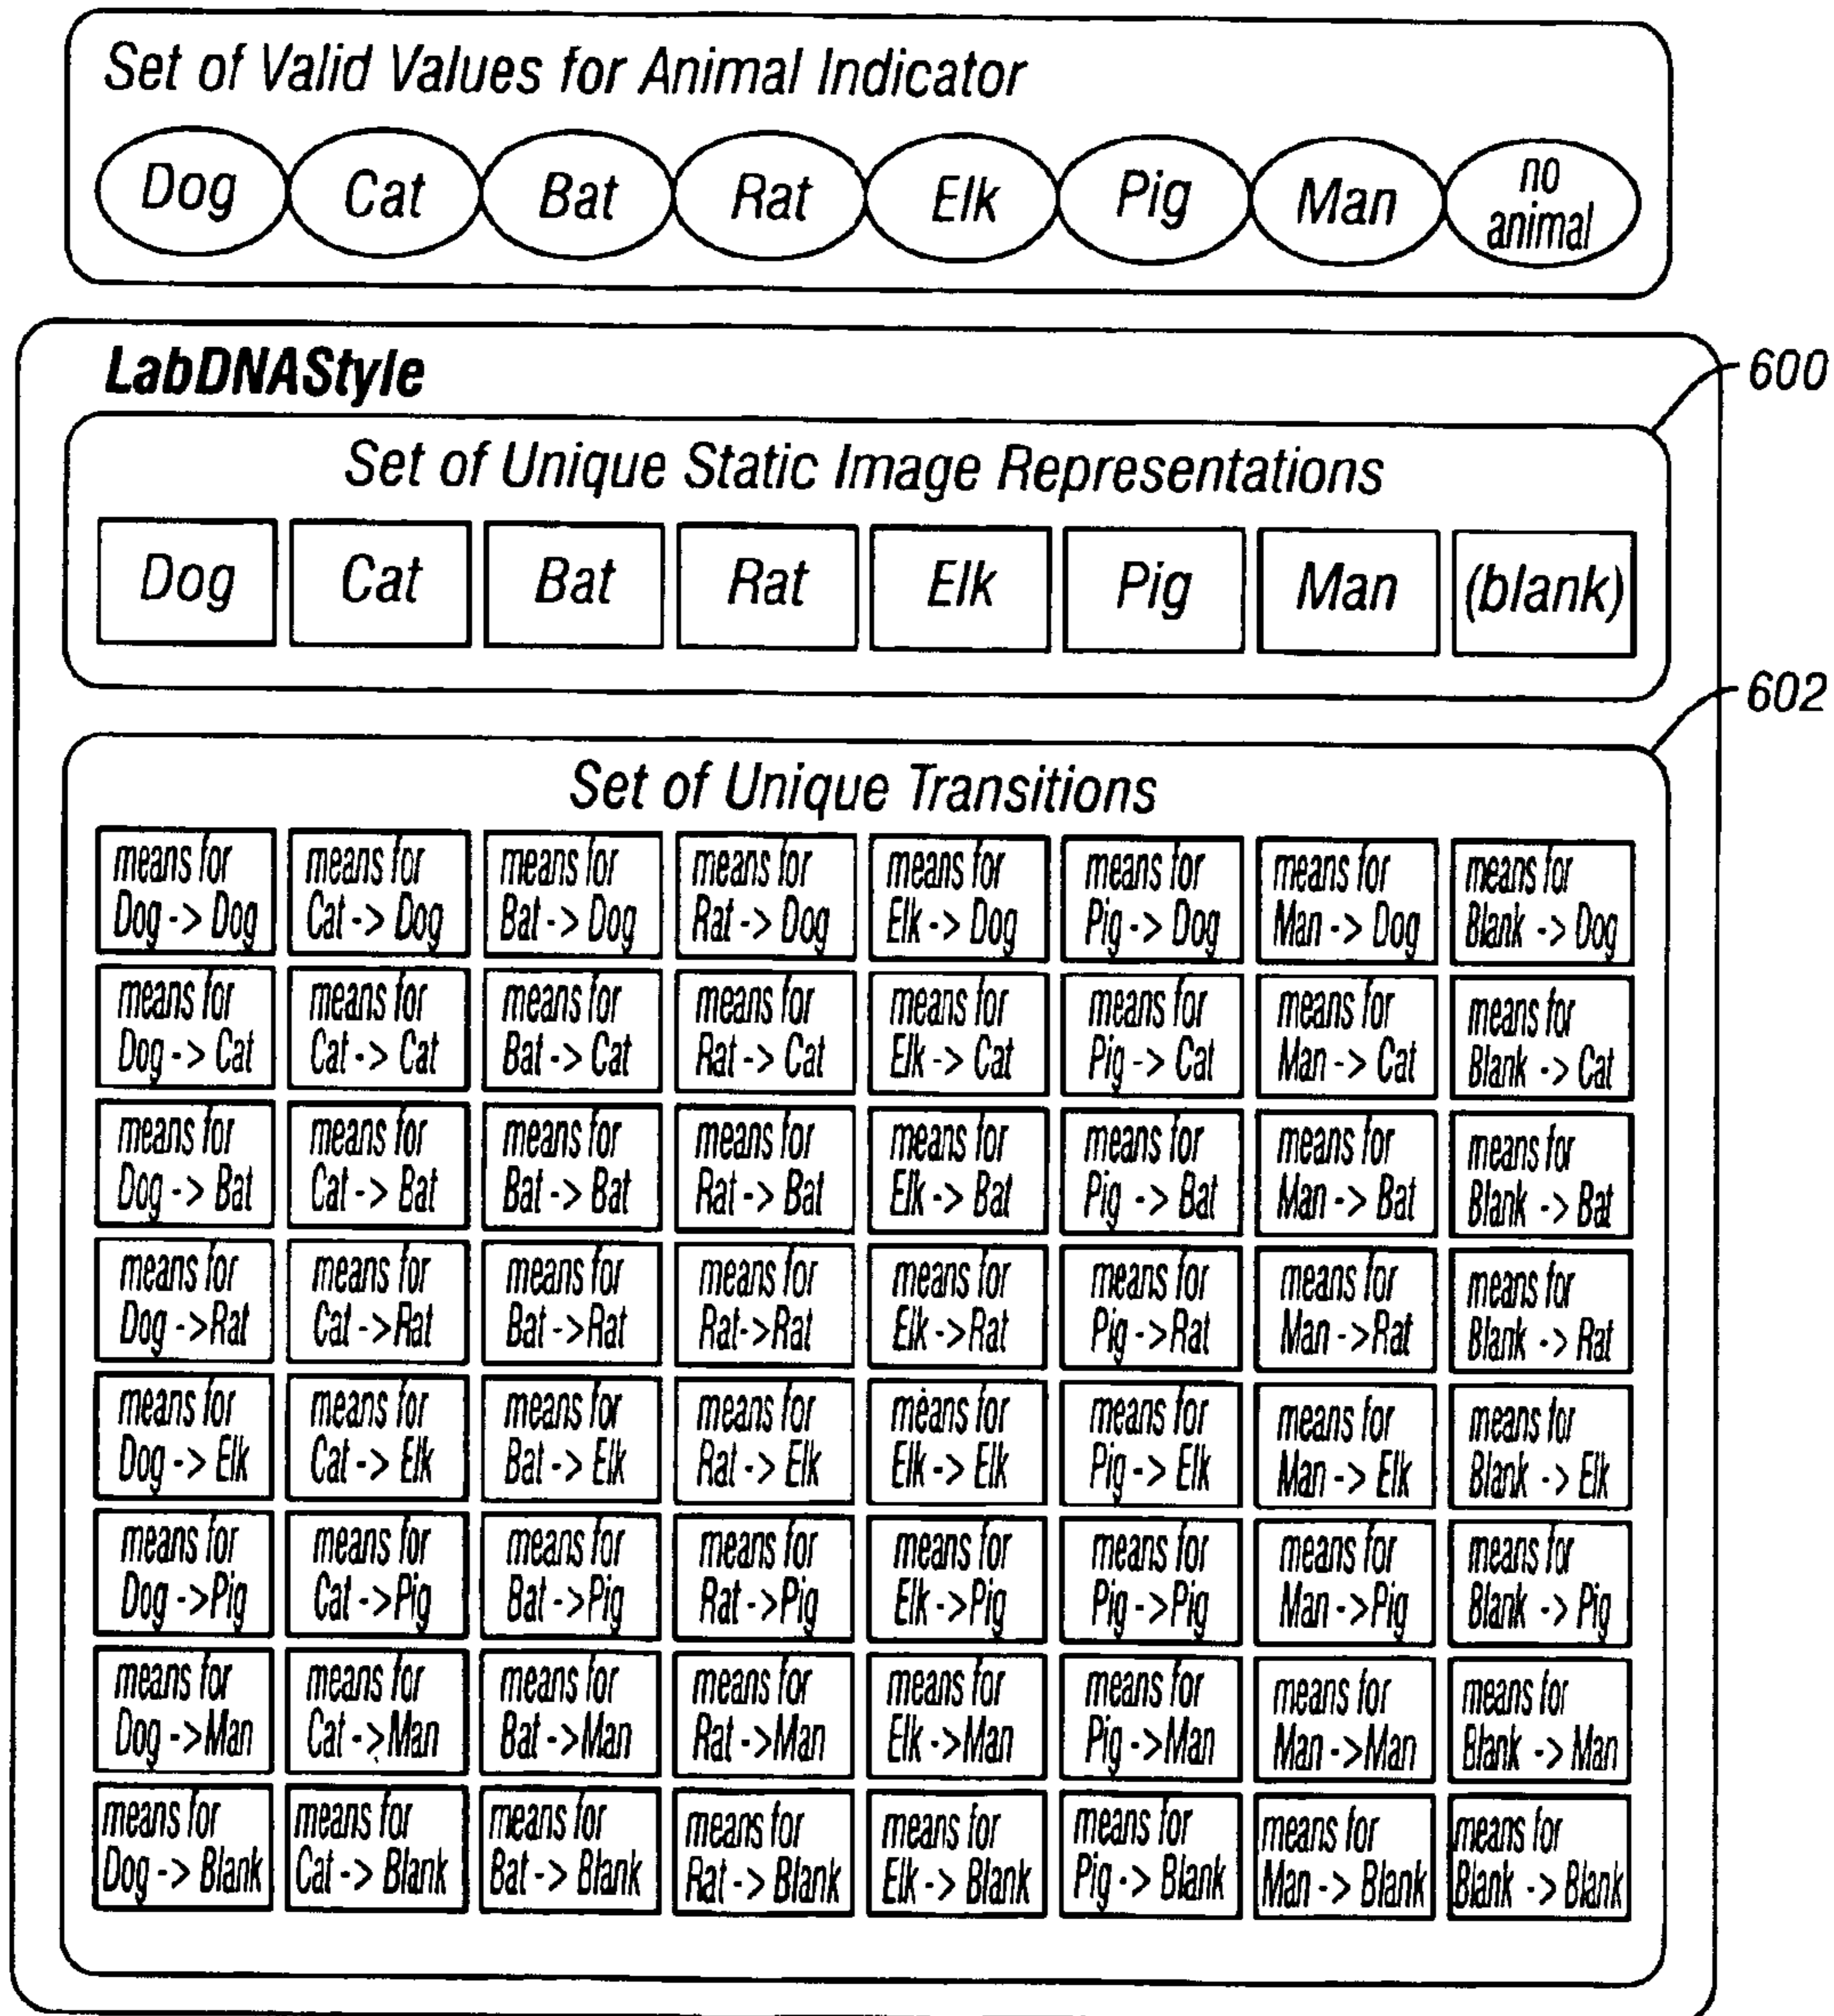 Set of Valid Values for Animal Indicator
Dog Cat Bat Rat Elk Pig Man no animal
LabDNAStyle
600
Set of Unique Static Image Representations
Dog Cat Bat Rat Elk Pig Man (blank)
602
Set of Unique Transitions
means for means for means for means for means for means for means for means for
Dog -> Dog Cat -> Dog Bat -> Dog Rat -> Dog Elk -> Dog Pig -> Dog Man -> Dog Blank -> Dog
means for means for means for means for means for means for means for means for
Dog -> Cat Cat -> Cat Bat -> Cat Rat -> Cat Elk -> Cat Pig -> Cat Man -> Cat Blank -> Cat
means for means for means for means for means for means for means for means for
Dog -> Bat Cat -> Bat Bat -> Bat Rat -> Bat Elk -> Bat Pig -> Bat Man -> Bat Blank -> Bat
means for means for means for means for means for means for means for means for
Dog ->Rat Cat ->Rat Bat ->Rat Rat->Rat Elk ->Rat Pig ->Rat Man ->Rat Blank -> Rat
means for means for means for means for means for means for means for means for
Dog -> Elk Cat -> Elk Bat -> Elk Rat -> Elk Elk -> Elk Pig -> Elk Man -> Elk Blank -> Elk
means for means for means for means for means for means for means for means for
Dog ->Pig Cat ->Pig Bat ->Pig Rat ->Pig Elk ->Pig Pig ->Pig Man ->Pig Blank -> Pig
means for means for means for means for means for means for means for means for
Dog ->Man Cat ->Man Bat ->Man Rat ->Man Elk ->Man Pig ->Man Man ->Man Blank -> Man
means for means for means for means for means for means for means for means for
Dog -> Blank Cat -> Blank Bat -> Blank Rat -> Blank Elk -> Blank Pig -> Blank Man -> Blank Blank -> Blank